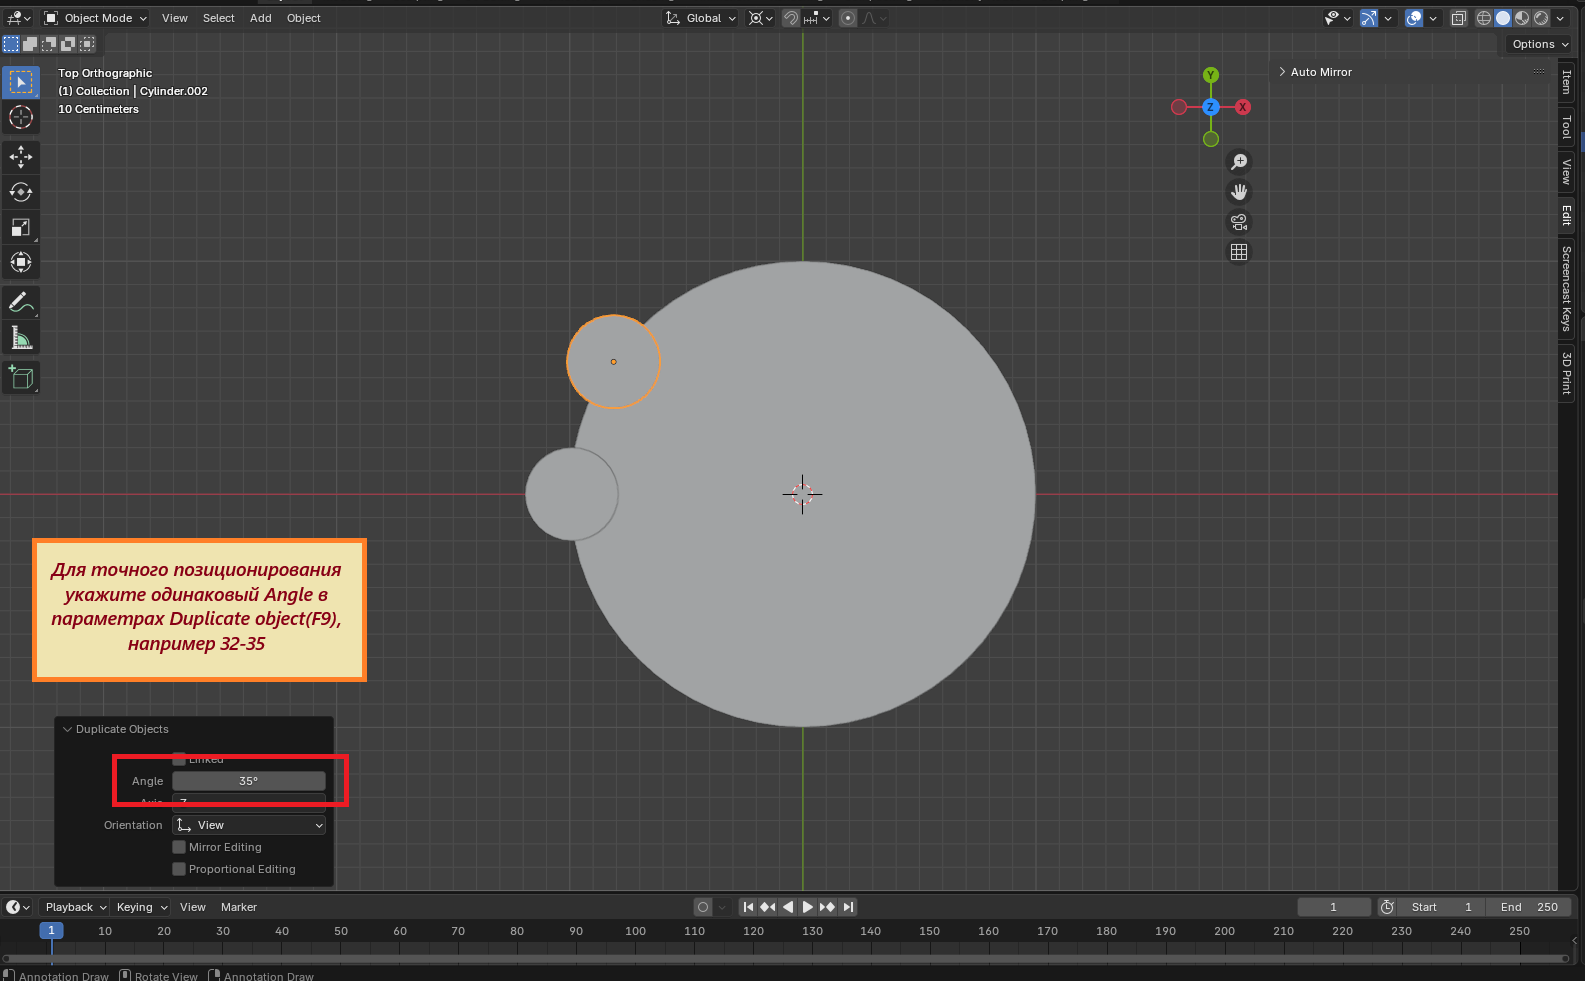 Object Mode
View
Select
Add
Object
Global
Options
Top Orthographic
(1) Collection | Cylinder.002
10 Centimeters
Y
Z
X
Auto Mirror
Item
Tool
View
Edit
Screencast Keys
3D Print
Для точного позиционирования
укажите одинаковый Angle в
параметрах Duplicate object(F9),
например 32-35
Duplicate Objects
Linked
Angle
35°
Axis
Z
Orientation
View
Mirror Editing
Proportional Editing
Playback
Keying
View
Marker
1
Start
1
End
250
1
10
20
30
40
50
60
70
80
90
100
110
120
130
140
150
160
170
180
190
200
210
220
230
240
250
Annotation Draw
Rotate View
Annotation Draw